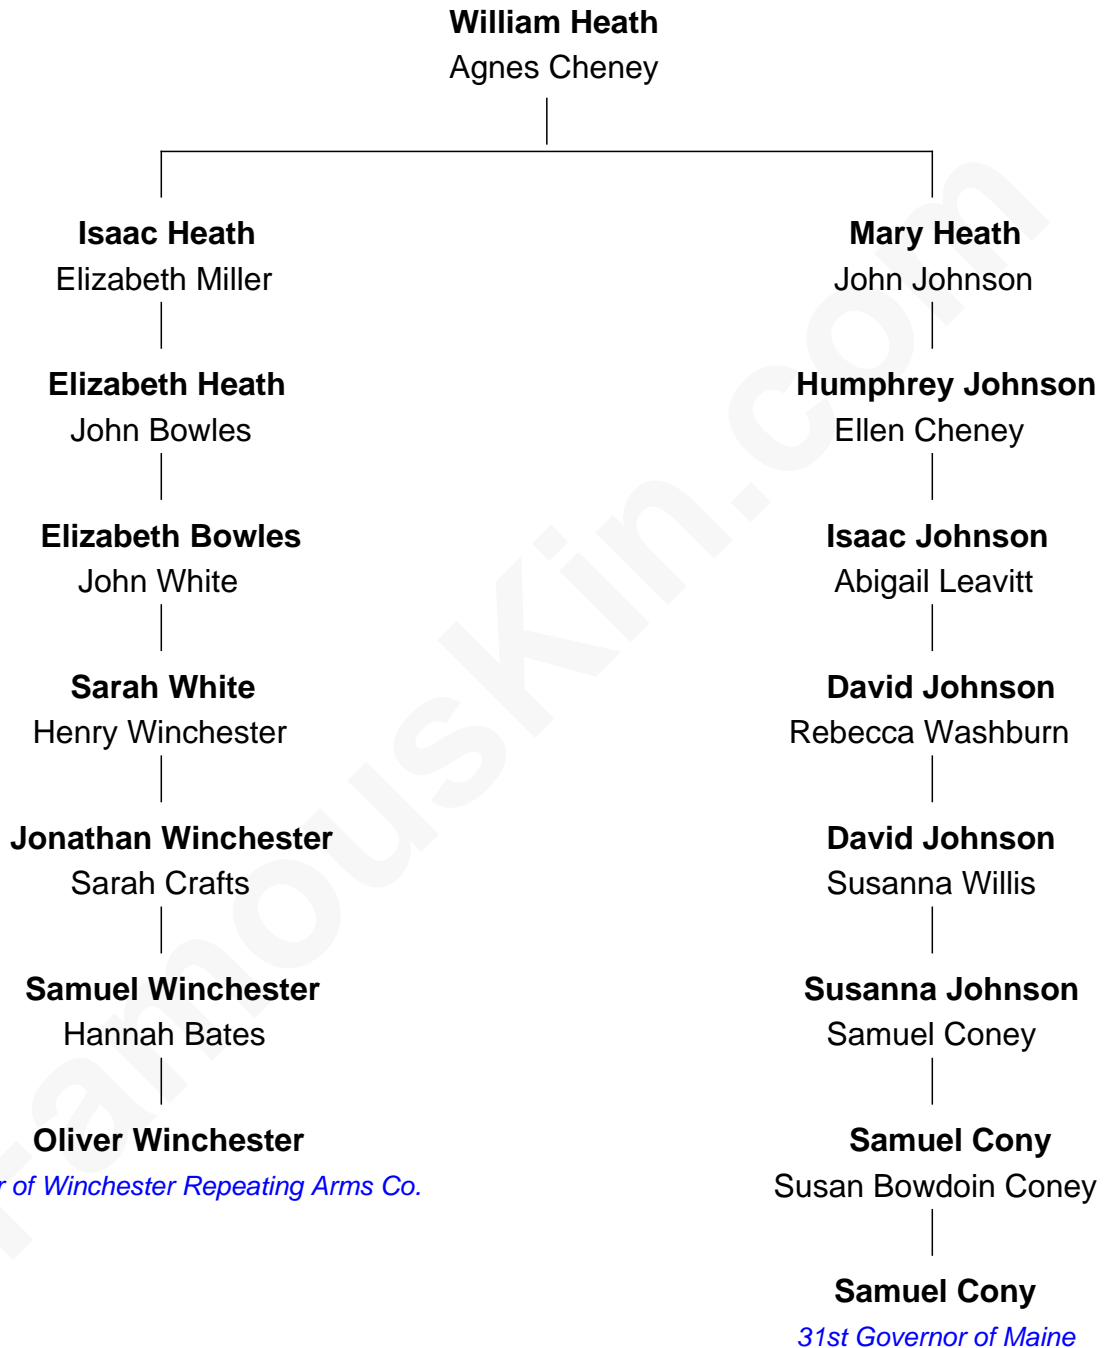 William Heath
Agnes Cheney
Isaac Heath
Elizabeth Miller
Mary Heath
John Johnson
Elizabeth Heath
John Bowles
Humphrey Johnson
Ellen Cheney
Elizabeth Bowles
John White
Isaac Johnson
Abigail Leavitt
Sarah White
Henry Winchester
David Johnson
Rebecca Washburn
Jonathan Winchester
Sarah Crafts
David Johnson
Susanna Willis
Samuel Winchester
Hannah Bates
Susanna Johnson
Samuel Coney
Oliver Winchester
r of Winchester Repeating Arms Co.
Samuel Cony
Susan Bowdoin Coney
Samuel Cony
31st Governor of Maine
FamousKin.com